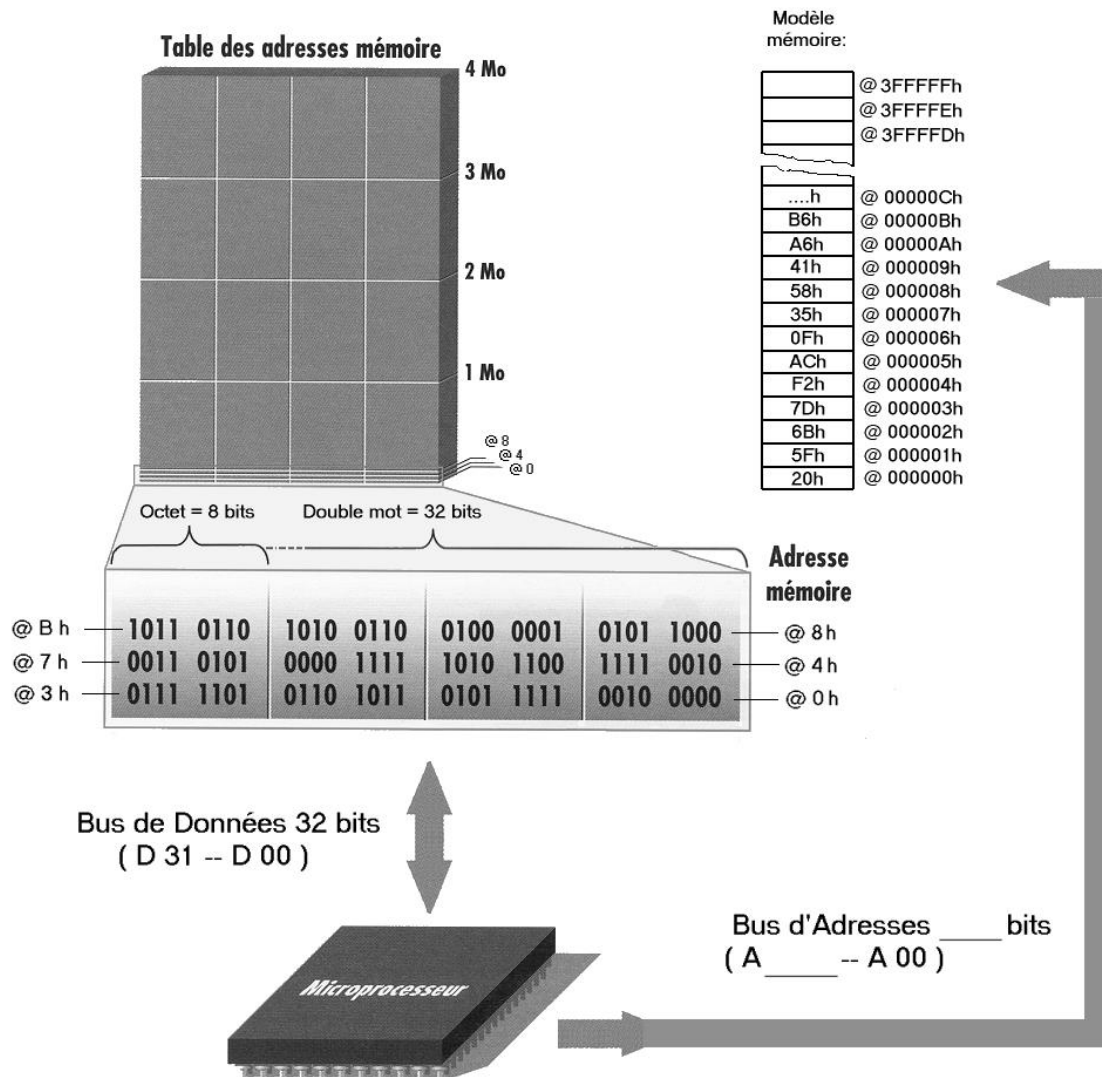 Table des adresses mémoire
4 Mo
3 Mo
2 Mo
1 Mo
@ 8
@ 4
@ 0
Modèle
mémoire:
@ 3FFFFFh
@ 3FFFFEh
@ 3FFFFDh
....h @ 00000Ch
B6h @ 00000Bh
A6h @ 00000Ah
41h @ 000009h
58h @ 000008h
35h @ 000007h
0Fh @ 000006h
ACh @ 000005h
F2h @ 000004h
7Dh @ 000003h
6Bh @ 000002h
5Fh @ 000001h
20h @ 000000h
Octet = 8 bits Double mot = 32 bits
Adresse
mémoire
@ B h 1011 0110 1010 0110 0100 0001 0101 1000 @ 8 h
@ 7 h 0011 0101 0000 1111 1010 1100 1111 0010 @ 4 h
@ 3 h 0111 1101 0110 1011 0101 1111 0010 0000 @ 0 h
Bus de Données 32 bits
( D 31 -- D 00 )
Bus d'Adresses ____ bits
( A _____ -- A 00 )
Microprocesseur